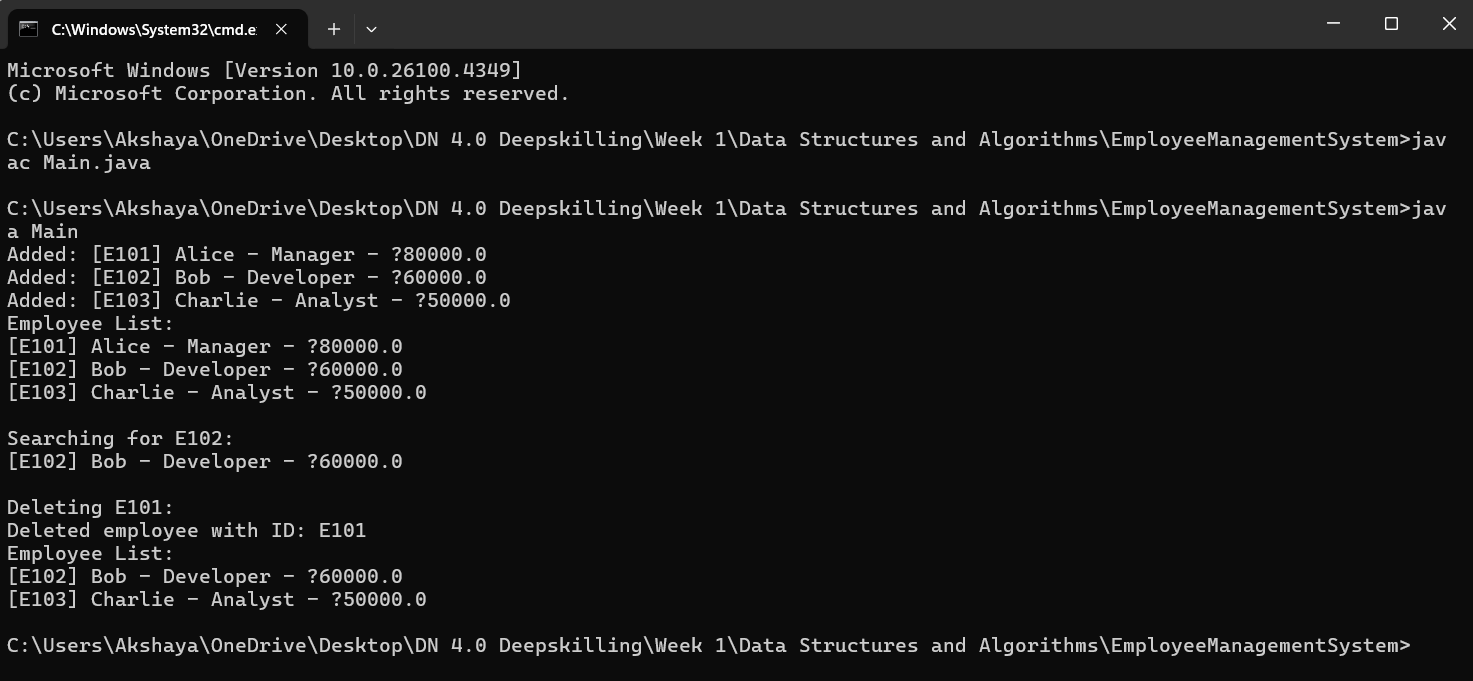 C:\Windows\System32\cmd.e
Microsoft Windows [Version 10.0.26100.4349]
(c) Microsoft Corporation. All rights reserved.
C:\Users\Akshaya\OneDrive\Desktop\DN 4.0 Deepskilling\Week 1\Data Structures and Algorithms\EmployeeManagementSystem>jav
ac Main.java
C:\Users\Akshaya\OneDrive\Desktop\DN 4.0 Deepskilling\Week 1\Data Structures and Algorithms\EmployeeManagementSystem>jav
a Main
Added: [E101] Alice - Manager - ?80000.0
Added: [E102] Bob - Developer - ?60000.0
Added: [E103] Charlie - Analyst - ?50000.0
Employee List:
[E101] Alice - Manager - ?80000.0
[E102] Bob - Developer - ?60000.0
[E103] Charlie - Analyst - ?50000.0
Searching for E102:
[E102] Bob - Developer - ?60000.0
Deleting E101:
Deleted employee with ID: E101
Employee List:
[E102] Bob - Developer - ?60000.0
[E103] Charlie - Analyst - ?50000.0
C:\Users\Akshaya\OneDrive\Desktop\DN 4.0 Deepskilling\Week 1\Data Structures and Algorithms\EmployeeManagementSystem>